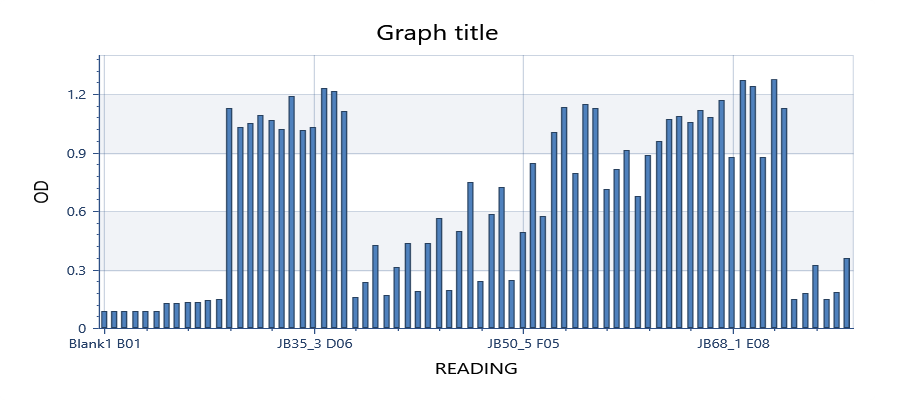 Graph title
1.2
0.9
0.6
0.3
0
OD
Blank1 B01 JB35_3 D06 JB50_5 F05 JB68_1 E08
READING